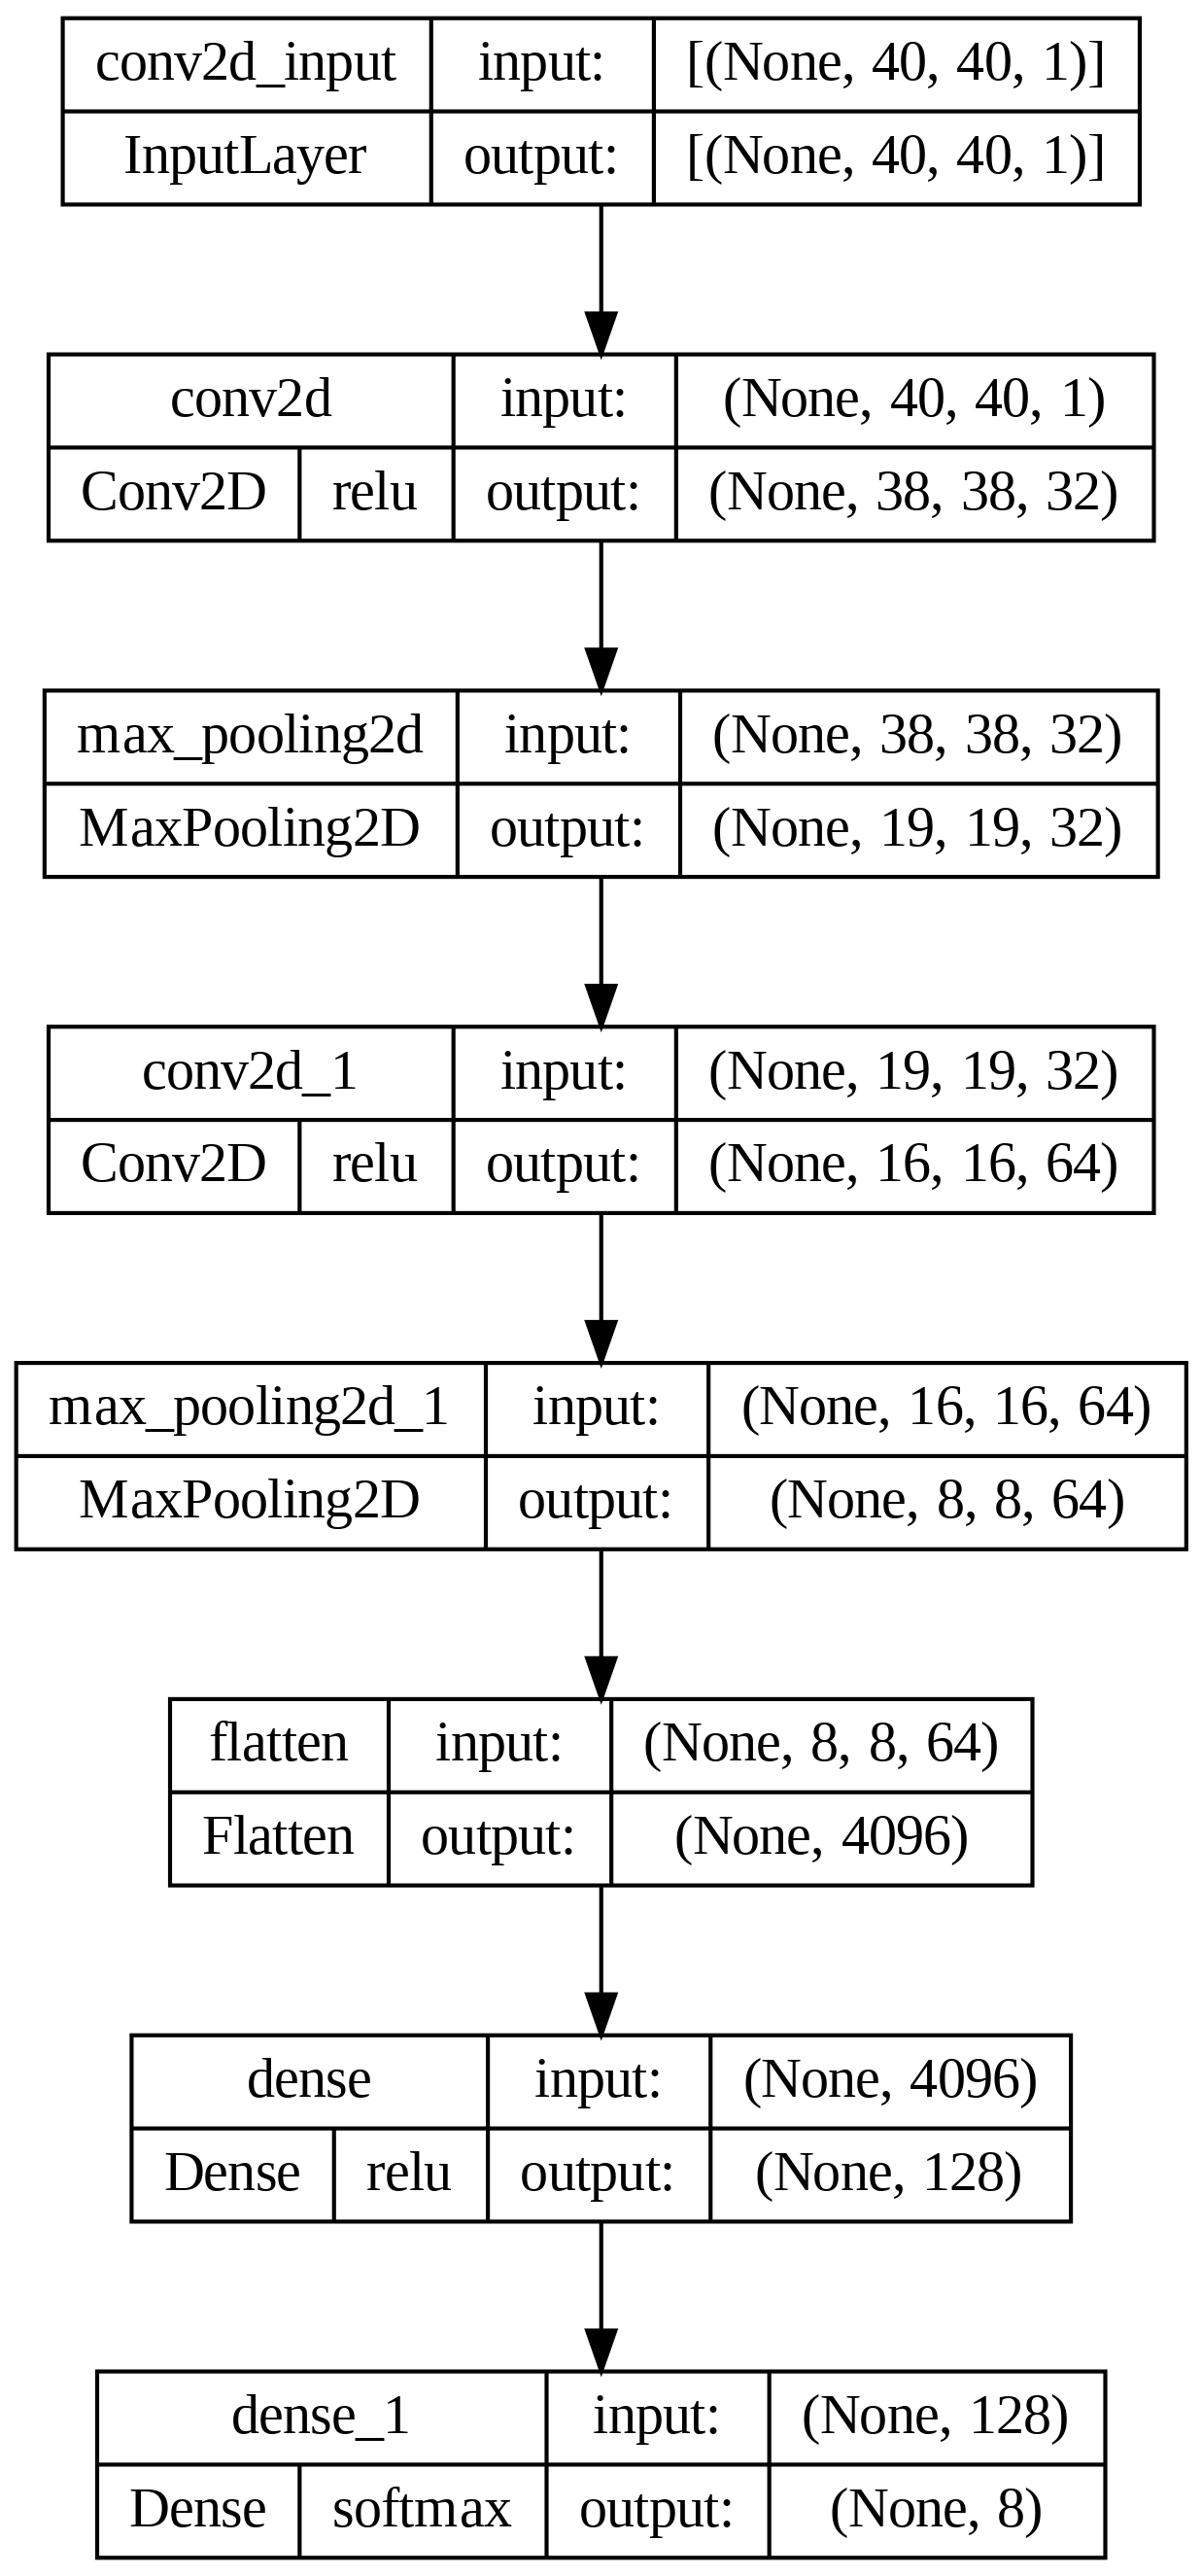 conv2d_input input: [(None, 40, 40, 1)]
InputLayer output: [(None, 40, 40, 1)]
conv2d input: (None, 40, 40, 1)
Conv2D relu output: (None, 38, 38, 32)
max_pooling2d input: (None, 38, 38, 32)
MaxPooling2D output: (None, 19, 19, 32)
conv2d_1 input: (None, 19, 19, 32)
Conv2D relu output: (None, 16, 16, 64)
max_pooling2d_1 input: (None, 16, 16, 64)
MaxPooling2D output: (None, 8, 8, 64)
flatten input: (None, 8, 8, 64)
Flatten output: (None, 4096)
dense input: (None, 4096)
Dense relu output: (None, 128)
dense_1 input: (None, 128)
Dense softmax output: (None, 8)